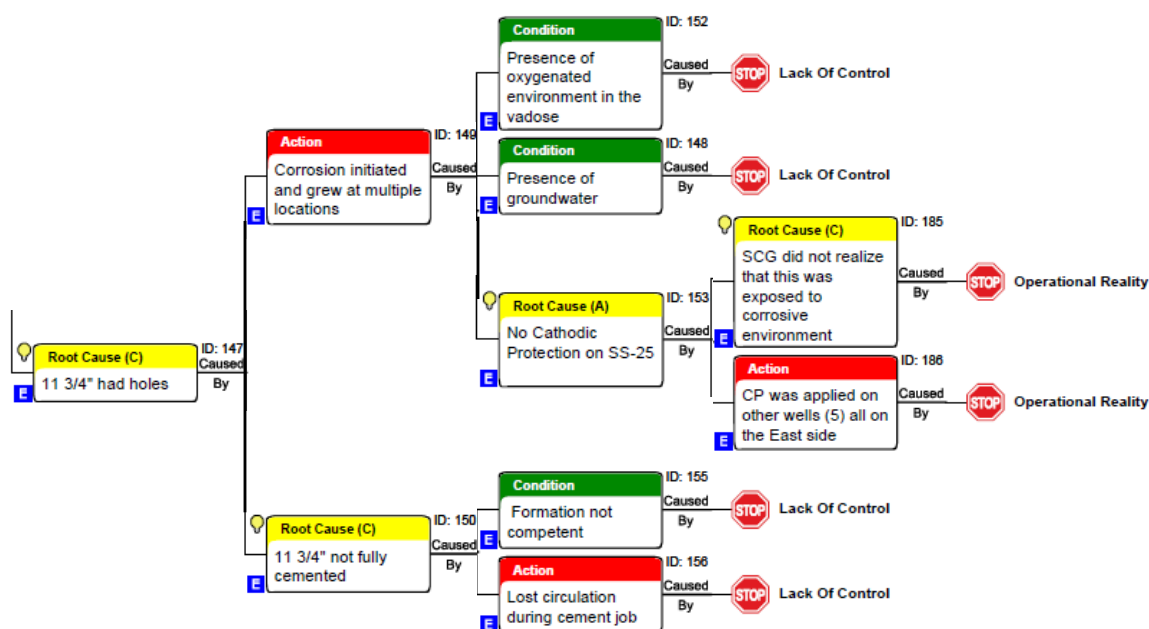 Condition
ID: 152
Presence of
oxygenated
environment in the
vadose
E
Caused
By
STOP
Lack Of Control
Action
ID: 149
Corrosion initiated
and grew at multiple
locations
E
Caused
By
Condition
ID: 148
Presence of
groundwater
E
Caused
By
STOP
Lack Of Control
Root Cause (C)
ID: 185
SCG did not realize
that this was
exposed to
corrosive
environment
E
Caused
By
STOP
Operational Reality
Root Cause (A)
ID: 153
No Cathodic
Protection on SS-25
E
Caused
By
Root Cause (C)
ID: 147
11 3/4" had holes
E
Caused
By
Action
ID: 186
CP was applied on
other wells (5) all on
the East side
E
Caused
By
STOP
Operational Reality
Root Cause (C)
ID: 150
11 3/4" not fully
cemented
E
Caused
By
Condition
ID: 155
Formation not
competent
E
Caused
By
STOP
Lack Of Control
Action
ID: 156
Lost circulation
during cement job
E
Caused
By
STOP
Lack Of Control